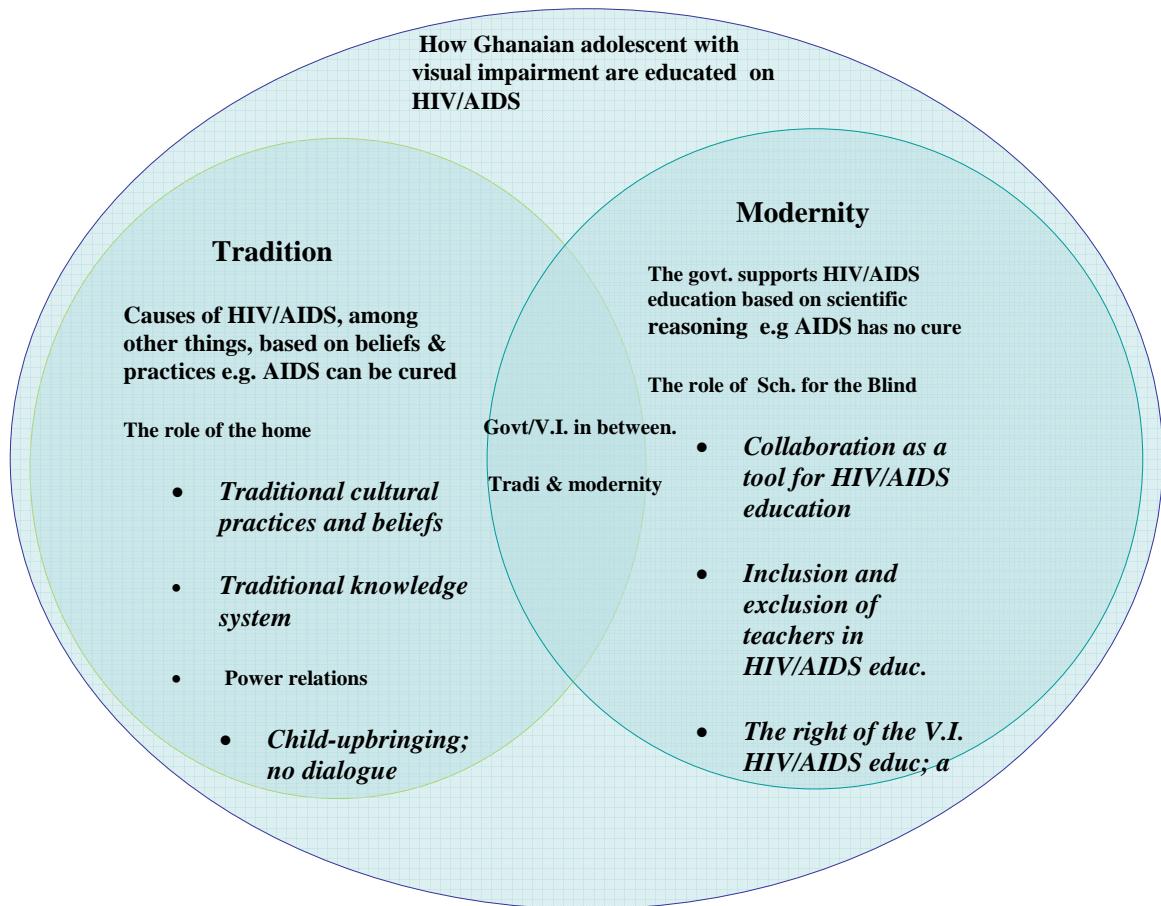 How Ghanaian adolescent with
visual impairment are educated on
HIV/AIDS
Tradition
Causes of HIV/AIDS, among
other things, based on beliefs &
practices e.g. AIDS can be cured
The role of the home
• Traditional cultural
practices and beliefs
• Traditional knowledge
system
• Power relations
• Child-upbringing;
no dialogue
Govt/V.I. in between.
Tradi & modernity
Modernity
The govt. supports HIV/AIDS
education based on scientific
reasoning e.g AIDS has no cure
The role of Sch. for the Blind
• Collaboration as a
tool for HIV/AIDS
education
• Inclusion and
exclusion of
teachers in
HIV/AIDS educ.
• The right of the V.I.
HIV/AIDS educ; a